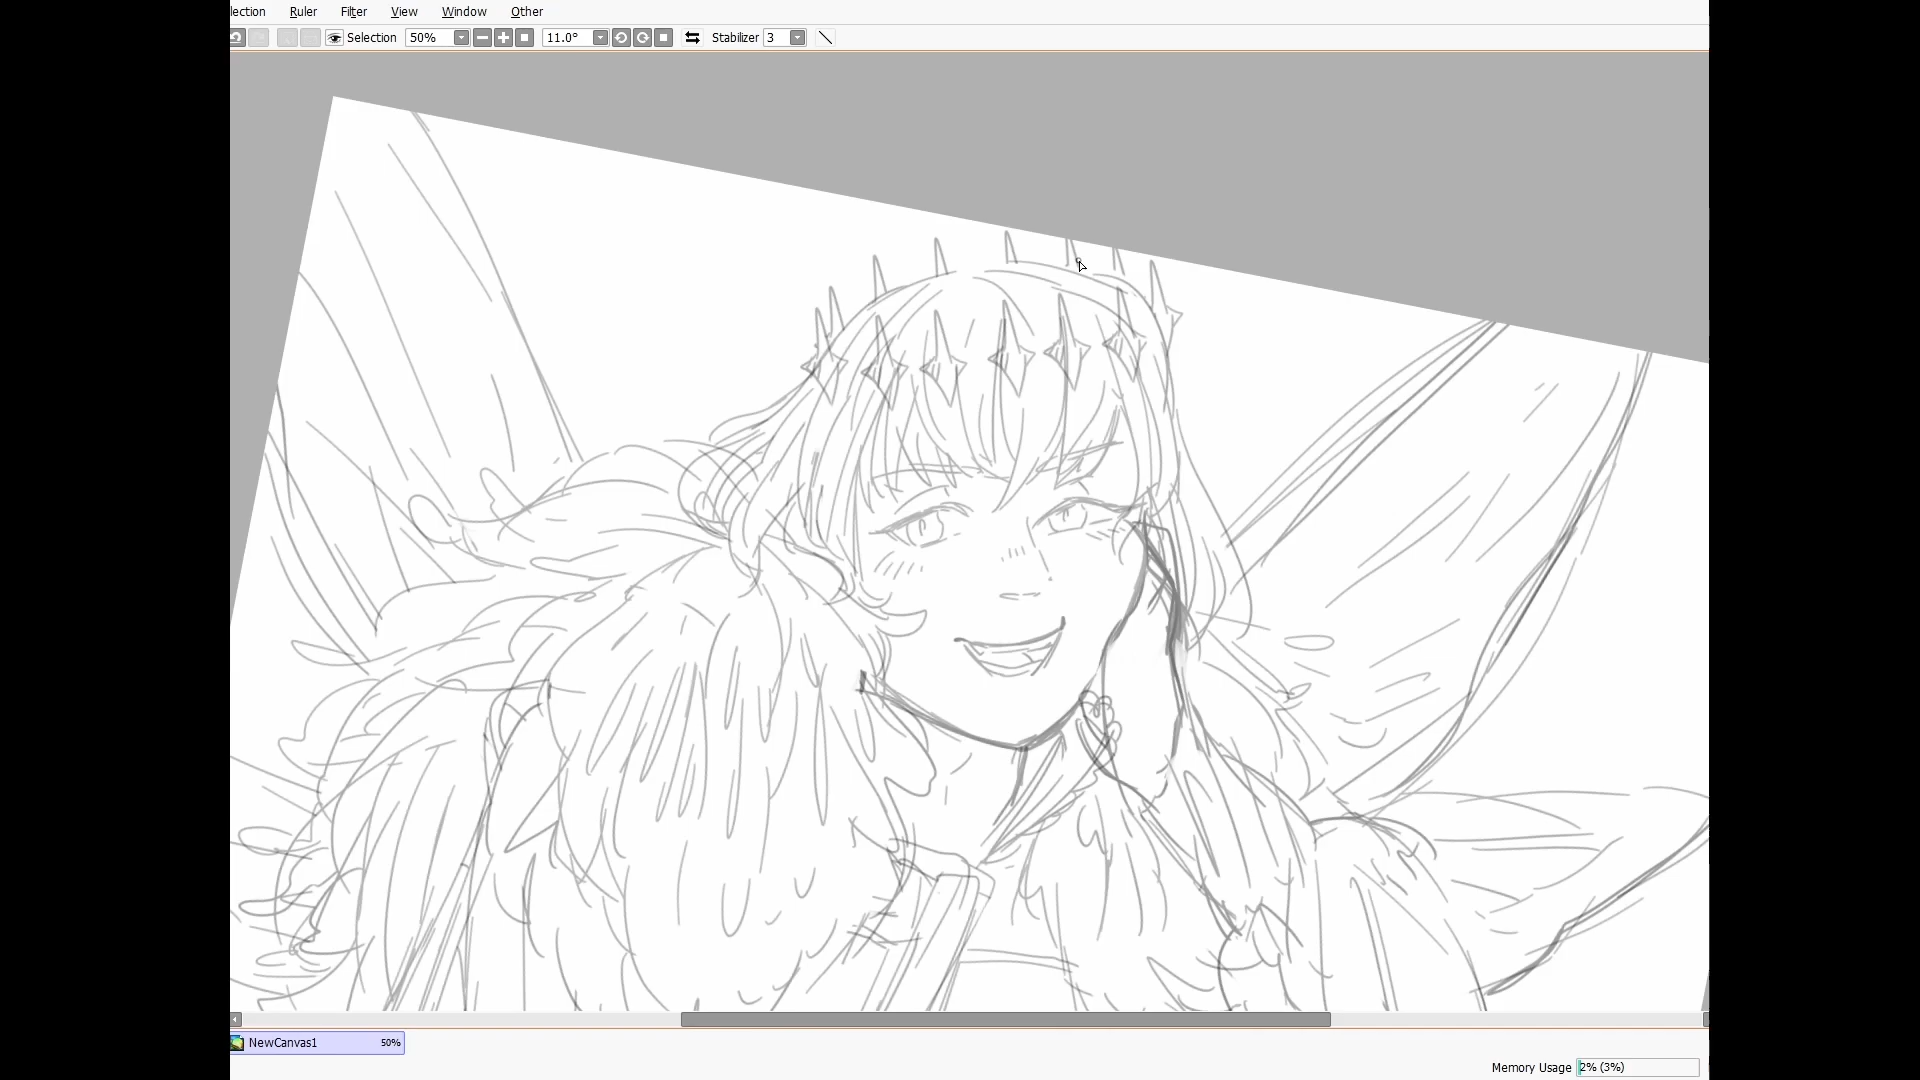 lection Ruler Filter View Window Other
Selection 50% 11.0° Stabilizer 3
NewCanvas1 50%
Memory Usage 2% (3%)